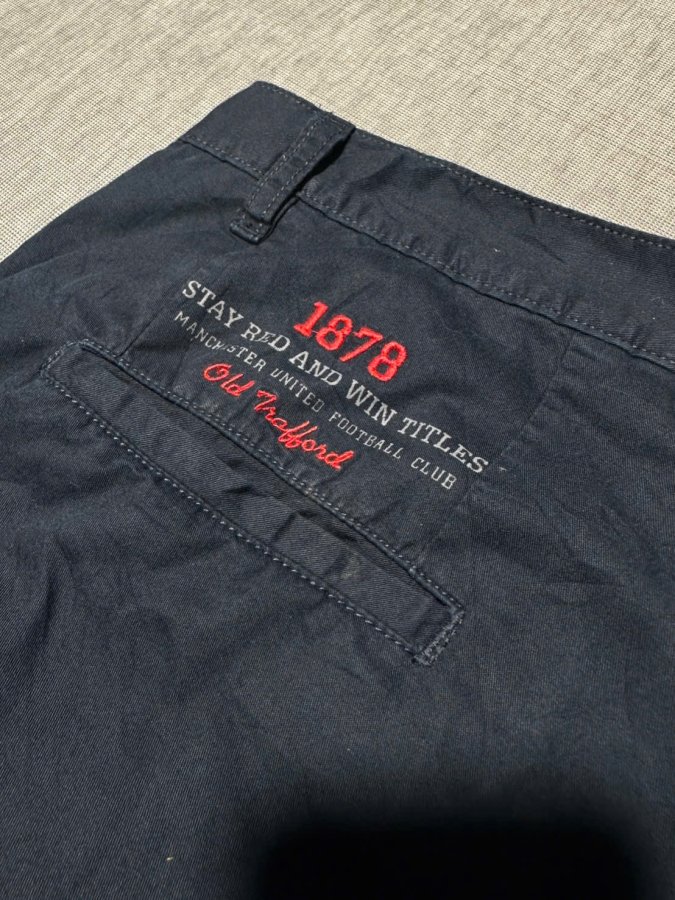 1878
STAY RED AND WIN TITLES
MANCHESTER UNITED FOOTBALL CLUB
Old Trafford